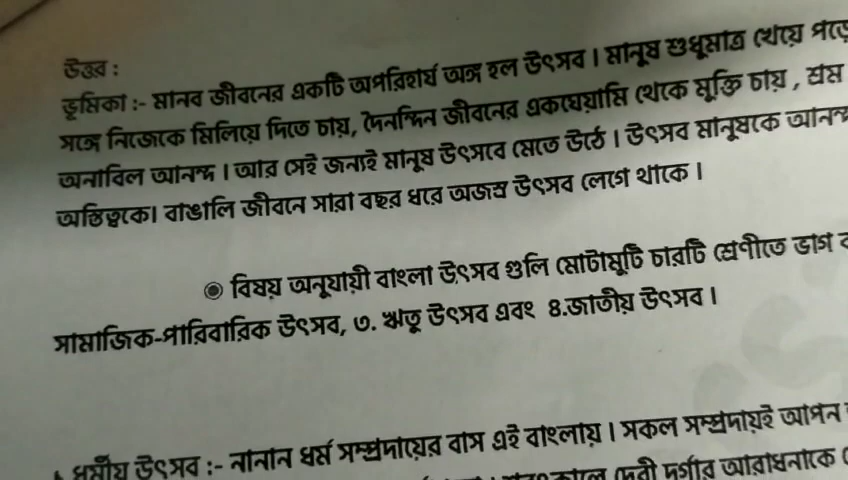 উত্তর :
ভূমিকা :- মানব জীবনের একটি অপরিহার্য অঙ্গ হল উৎসব । মানুষ শুধুমাত্র খেয়ে
সঙ্গে নিজেকে মিলিয়ে দিতে চায়, দৈনন্দিন জীবনের একঘেয়ামি থেকে মুক্তি চায় , শ্রম
অনাবিল আনন্দ । আর সেই জন্যই মানুষ উৎসবে মেতে উঠে । উৎসব মানুষকে
অস্তিত্বকে। বাঙালি জীবনে সারা বছর ধরে অজস্র উৎসব লেগে থাকে ।
◉ বিষয় অনুযায়ী বাংলা উৎসব গুলি মোটামুটি চারটি শ্রেণীতে ভাগ
সামাজিক-পারিবারিক উৎসব, ৩. ঋতু উৎসব এবং ৪.জাতীয় উৎসব ।
ধর্মীয় উৎসব :- নানান ধর্ম সম্প্রদায়ের বাস এই বাংলায় । সকল সম্প্রদায়ই আপন
দেবী দুর্গার আরাধনাকে